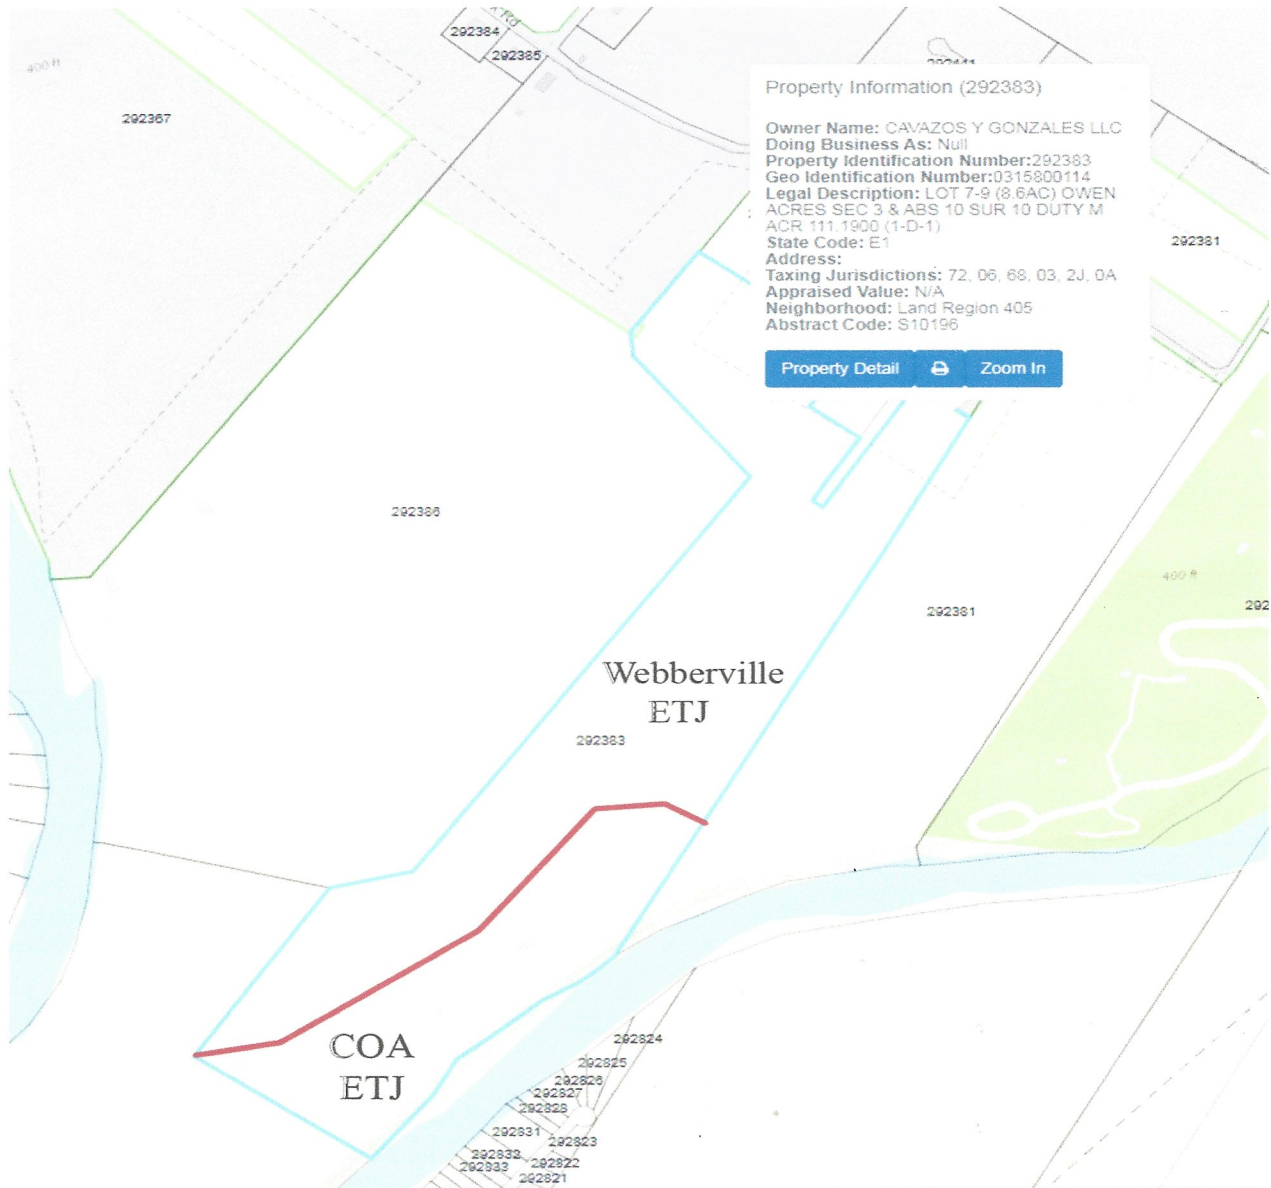 Rd
292384
292385
400 ft
292367
292441
Property Information (292383)
Owner Name: CAVAZOS Y GONZALES LLC
Doing Business As: Null
Property Identification Number:292383
Geo Identification Number:0315800114
Legal Description: LOT 7-9 (8.6AC) OWEN
ACRES SEC 3 & ABS 10 SUR 10 DUTY M
ACR 111.1900 (1-D-1)
State Code: E1
Address:
Taxing Jurisdictions: 72, 06, 68, 03, 2J, 0A
Appraised Value: N/A
Neighborhood: Land Region 405
Abstract Code: S10196
Property Detail
Zoom In
292381
292386
400 ft
292381
292
Webberville
ETJ
292383
COA
ETJ
292824
292825
292826
292827
292828
292831
292823
292832
292822
292833
292821